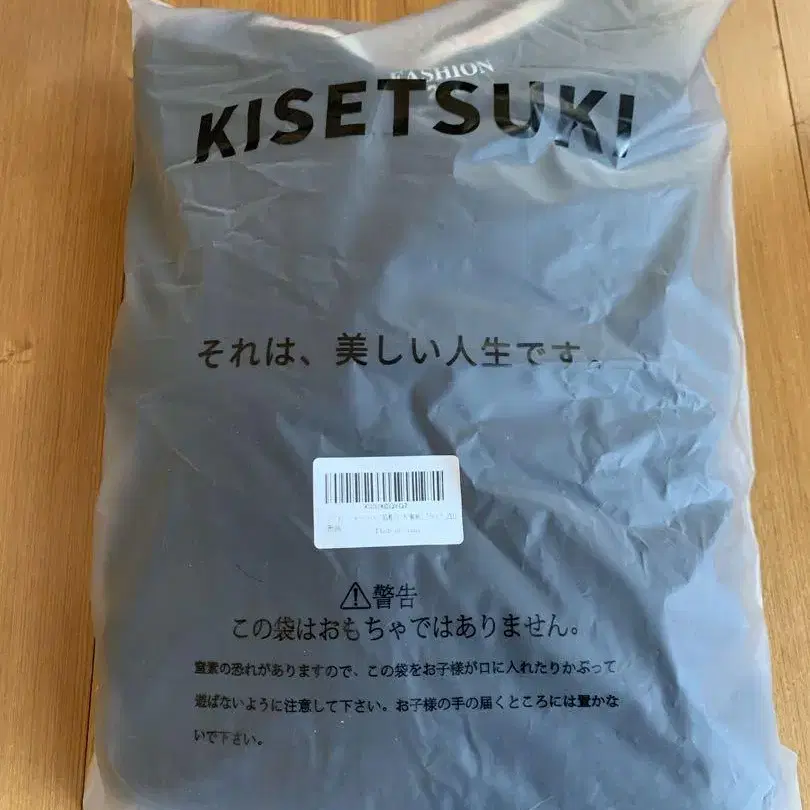 FASHION
KISETSUKI
それは、美しい人生です。
新品
⚠警告
この袋はおもちゃではありません。
窒素の恐れがありますので、この袋をお子様が口に入れたりかぶって
遊ばないように注意して下さい。お子様の手の届くところには置かな
いで下さい。